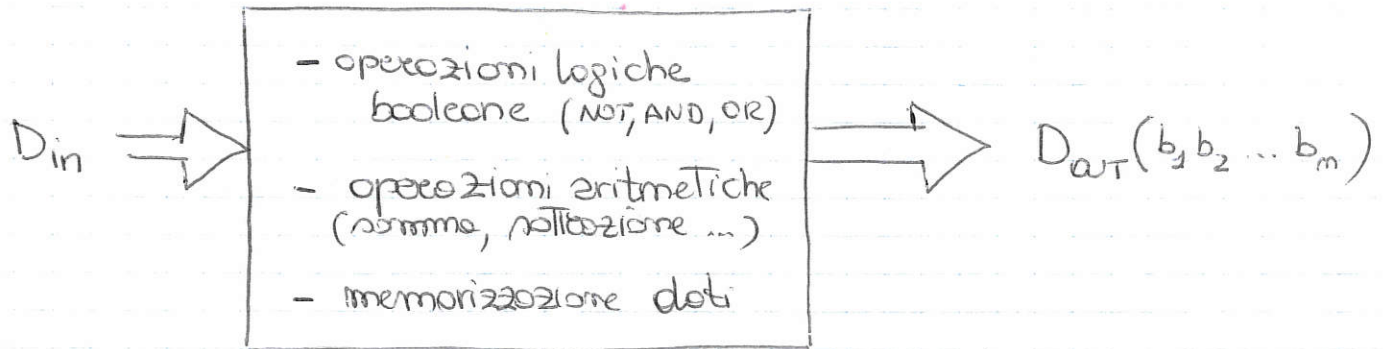 - operazioni logiche
booleane (NOT, AND, OR)
Din
DOUT (b1 b2 ... bm)
- operazioni aritmetiche
(somma, sottrazione ...)
- memorizzazione dati